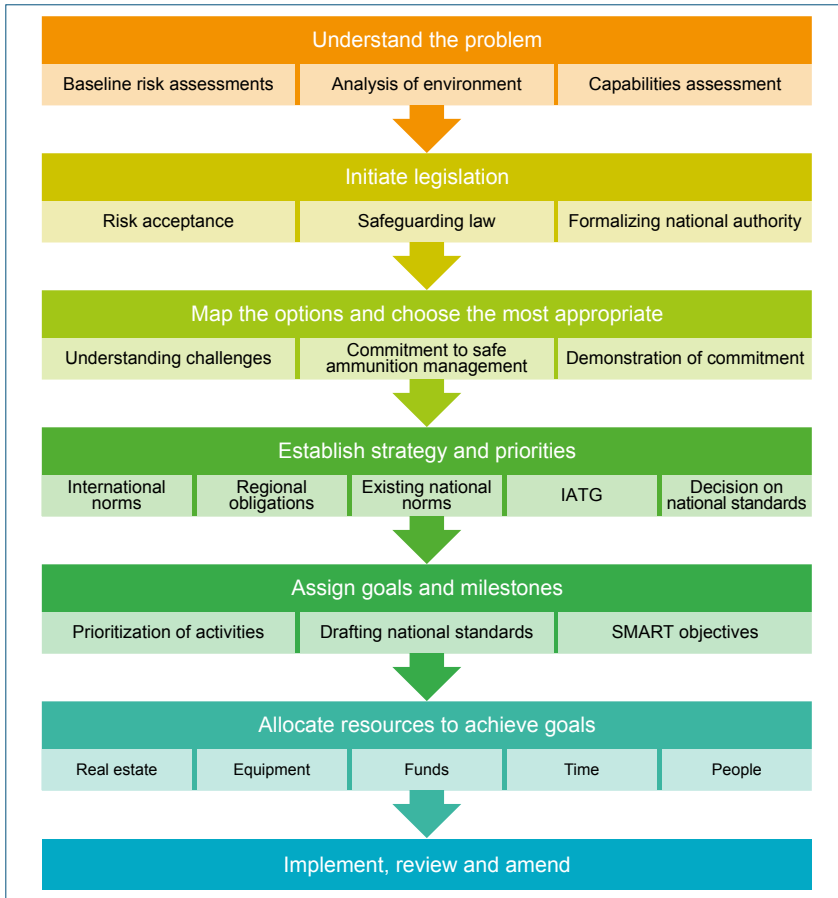 Understand the problem
Baseline risk assessments
Analysis of environment
Capabilities assessment
Initiate legislation
Risk acceptance
Safeguarding law
Formalizing national authority
Map the options and choose the most appropriate
Understanding challenges
Commitment to safe
ammunition management
Demonstration of commitment
Establish strategy and priorities
International
norms
Regional
obligations
Existing national
norms
IATG
Decision on
national standards
Assign goals and milestones
Prioritization of activities
Drafting national standards
SMART objectives
Allocate resources to achieve goals
Real estate
Equipment
Funds
Time
People
Implement, review and amend